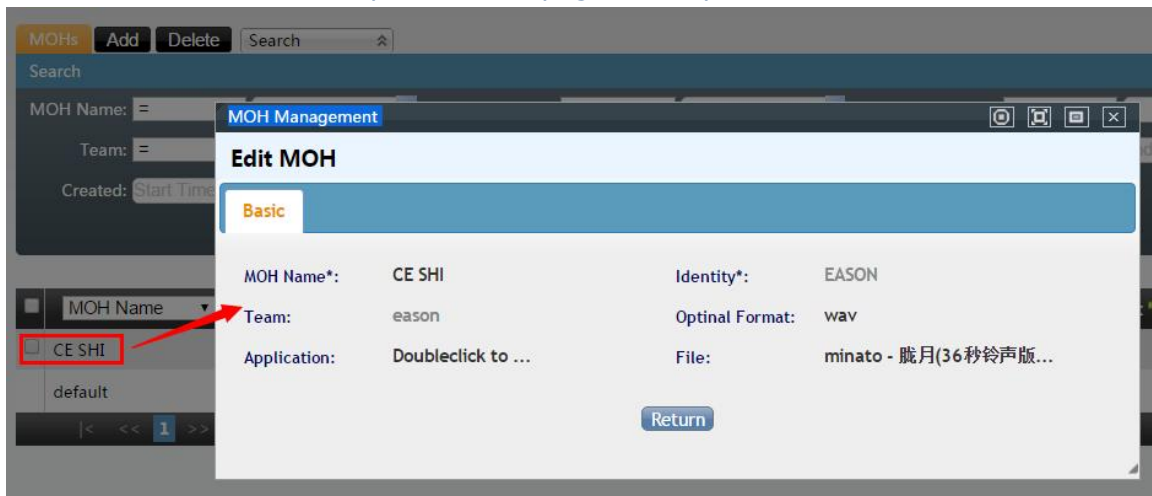 MOHs Add Delete Search
Search
MOH Name: =
Team: =
Created: Start Time
MOH Management
Edit MOH
Basic
MOH Name*: CE SHI Identity*: EASON
Team: eason Optinal Format: wav
Application: Doubleclick to ... File: minato - 胧月(36秒铃声版...
Return
MOH Name
CE SHI
default
|< << 1 >>